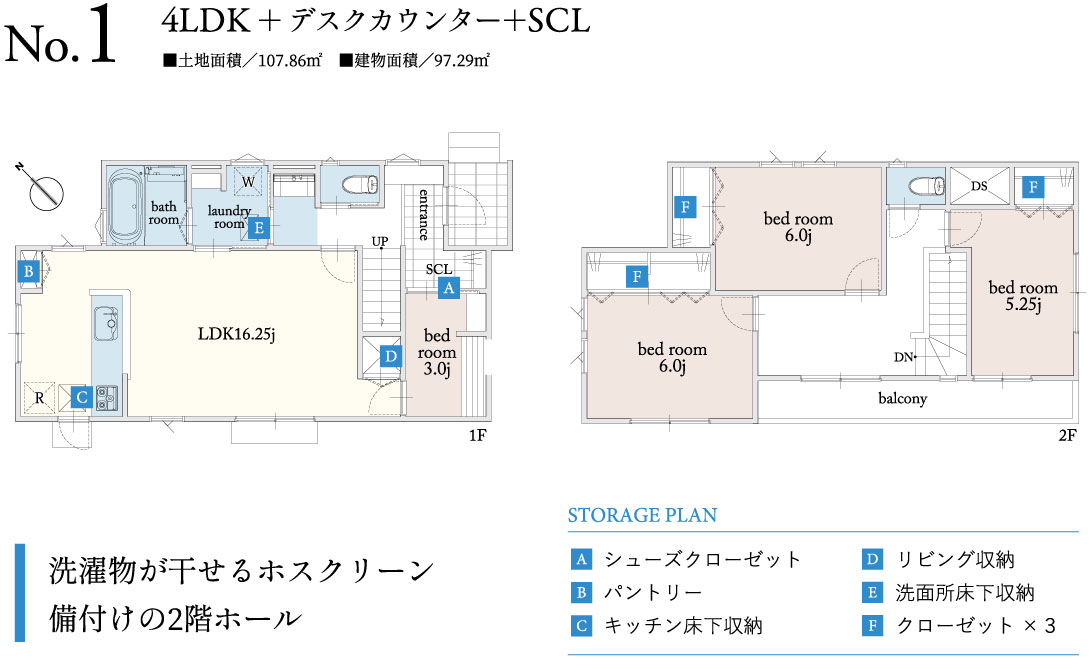 No.1
4LDK＋デスクカウンター＋SCL
■土地面積／107.86㎡ ■建物面積／97.29㎡
N
bath
room
laundry
room
W
E
entrance
UP
SCL
A
B
LDK16.25j
bed
room
3.0j
D
R
C
1F
F
bed room
6.0j
DS
F
F
bed room
5.25j
bed room
6.0j
DN
balcony
2F
洗濯物が干せるホスクリーン
備付けの2階ホール
STORAGE PLAN
A シューズクローゼット
B パントリー
C キッチン床下収納
D リビング収納
E 洗面所床下収納
F クローゼット × 3